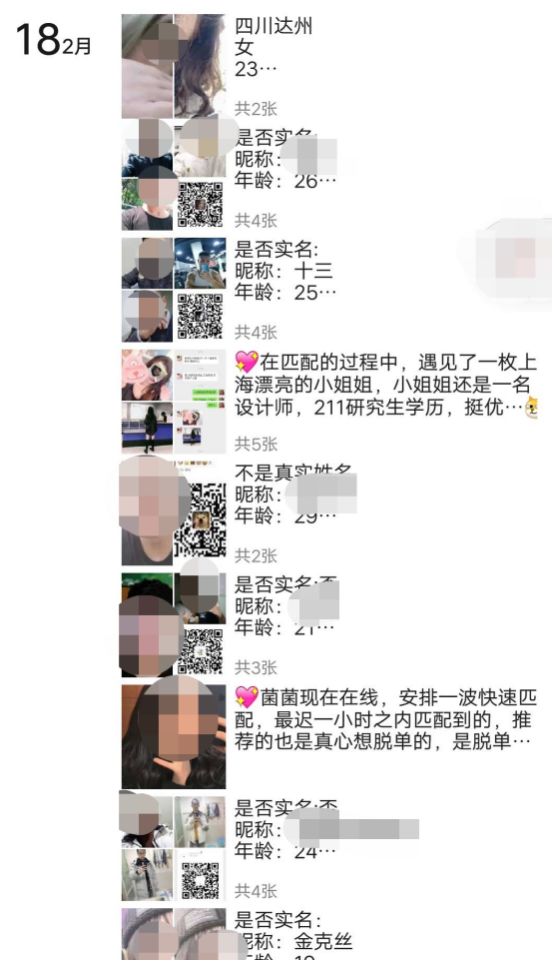 18 2月
四川达州
女
23…
共2张
是否实名:
昵称:
年龄: 26…
共4张
是否实名:
昵称: 十三
年龄: 25…
共4张
💖在匹配的过程中，遇见了一枚上
海漂亮的小姐姐，小姐姐还是一名
设计师，211研究生学历，挺优…
共5张
不是真实姓名
昵称:
年龄: 29…
共2张
是否实名:否
昵称:
年龄: 21…
共3张
💖菌菌现在在线，安排一波快速匹
配，最迟一小时之内匹配到的，推
荐的也是真心想脱单的，是脱单…
是否实名:否
昵称:
年龄: 24…
共4张
是否实名:
昵称: 金克丝